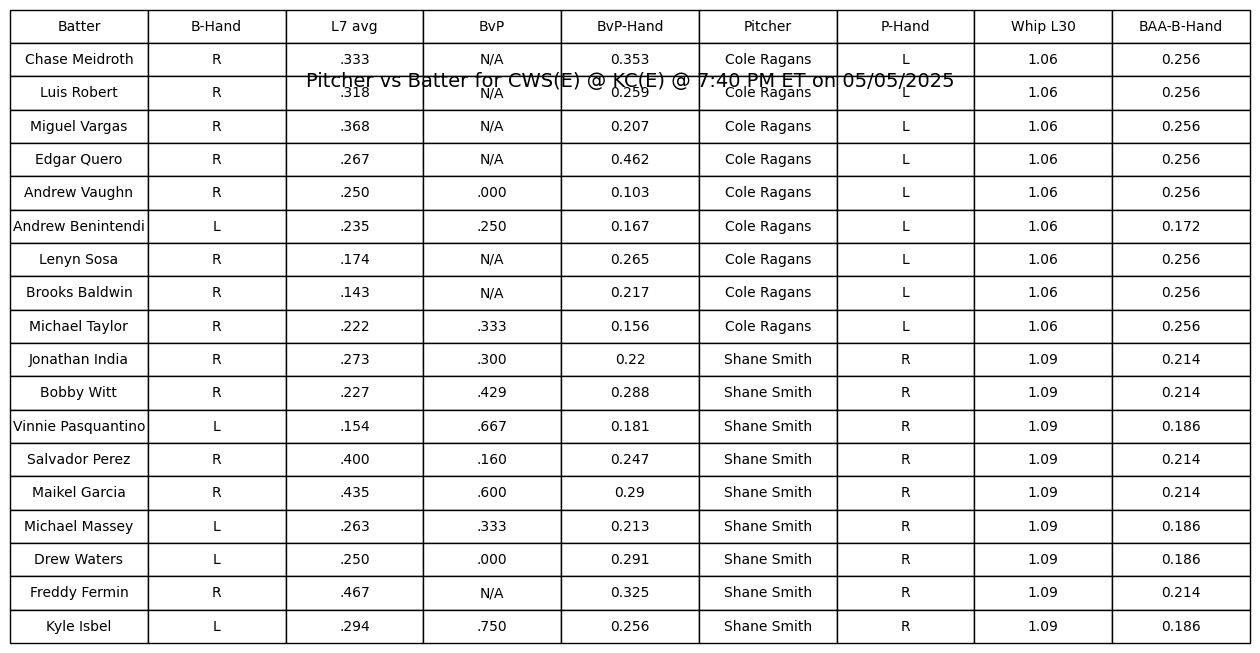 Batter B-Hand L7 avg BvP BvP-Hand Pitcher P-Hand Whip L30 BAA-B-Hand
Chase Meidroth R .333 N/A 0.353 Cole Ragans L 1.06 0.256
Pitcher vs Batter for CWS(E) @ KC(E) @ 7:40 PM ET on 05/05/2025
Luis Robert R .318 N/A 0.259 Cole Ragans L 1.06 0.256
Miguel Vargas R .368 N/A 0.207 Cole Ragans L 1.06 0.256
Edgar Quero R .267 N/A 0.462 Cole Ragans L 1.06 0.256
Andrew Vaughn R .250 .000 0.103 Cole Ragans L 1.06 0.256
Andrew Benintendi L .235 .250 0.167 Cole Ragans L 1.06 0.172
Lenyn Sosa R .174 N/A 0.265 Cole Ragans L 1.06 0.256
Brooks Baldwin R .143 N/A 0.217 Cole Ragans L 1.06 0.256
Michael Taylor R .222 .333 0.156 Cole Ragans L 1.06 0.256
Jonathan India R .273 .300 0.22 Shane Smith R 1.09 0.214
Bobby Witt R .227 .429 0.288 Shane Smith R 1.09 0.214
Vinnie Pasquantino L .154 .667 0.181 Shane Smith R 1.09 0.186
Salvador Perez R .400 .160 0.247 Shane Smith R 1.09 0.214
Maikel Garcia R .435 .600 0.29 Shane Smith R 1.09 0.214
Michael Massey L .263 .333 0.213 Shane Smith R 1.09 0.186
Drew Waters L .250 .000 0.291 Shane Smith R 1.09 0.186
Freddy Fermin R .467 N/A 0.325 Shane Smith R 1.09 0.214
Kyle Isbel L .294 .750 0.256 Shane Smith R 1.09 0.186